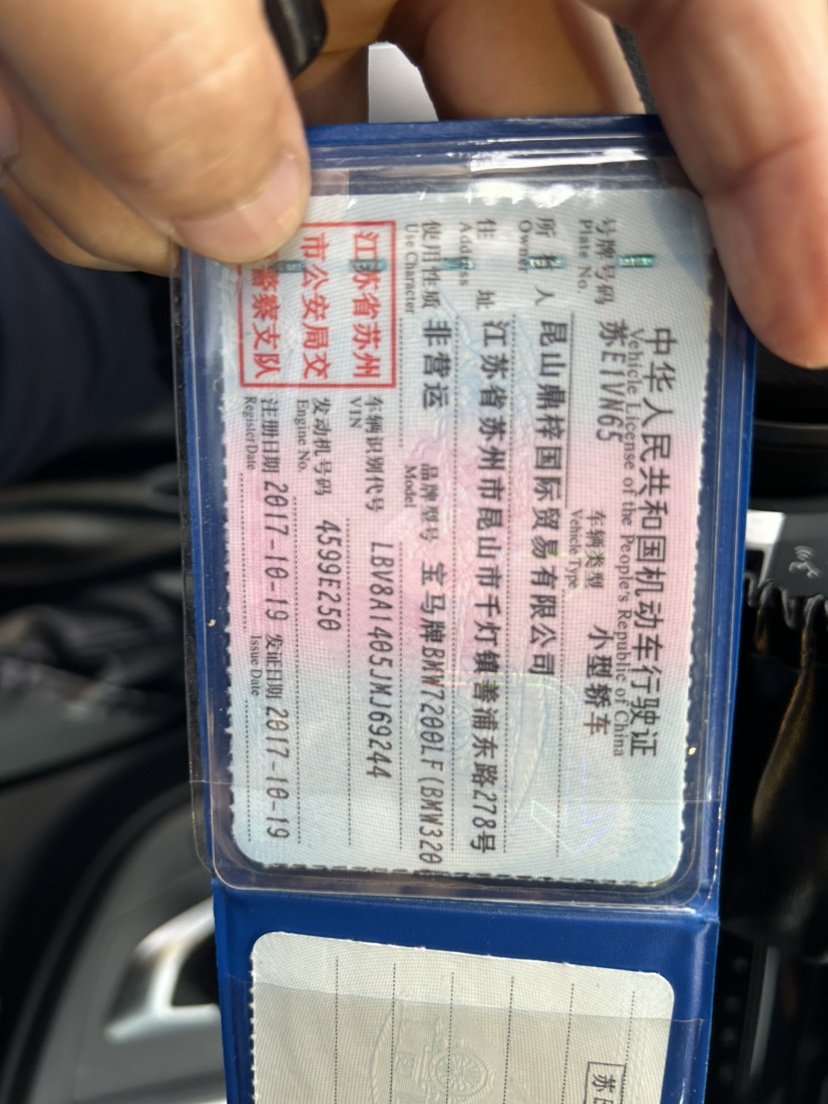 中华人民共和国机动车行驶证
Vehicle License of the People's Republic of China
号牌号码 苏E1VN65 车辆类型 小型轿车
Plate No. Vehicle Type
所有人 昆山鼎梓国际贸易有限公司
Owner
住址 江苏省苏州市昆山市千灯镇善浦东路278号
Address
使用性质 非营运 品牌型号 宝马牌BMW7200LF(BMW320
Use Character Model
江苏省苏州
市公安局交
警察支队
车辆识别代号 LBV8A1405JMJ69244
VIN
发动机号码 4599E250
Engine No.
注册日期 2017-10-19 发证日期 2017-10-19
Register Date Issue Date
苏E